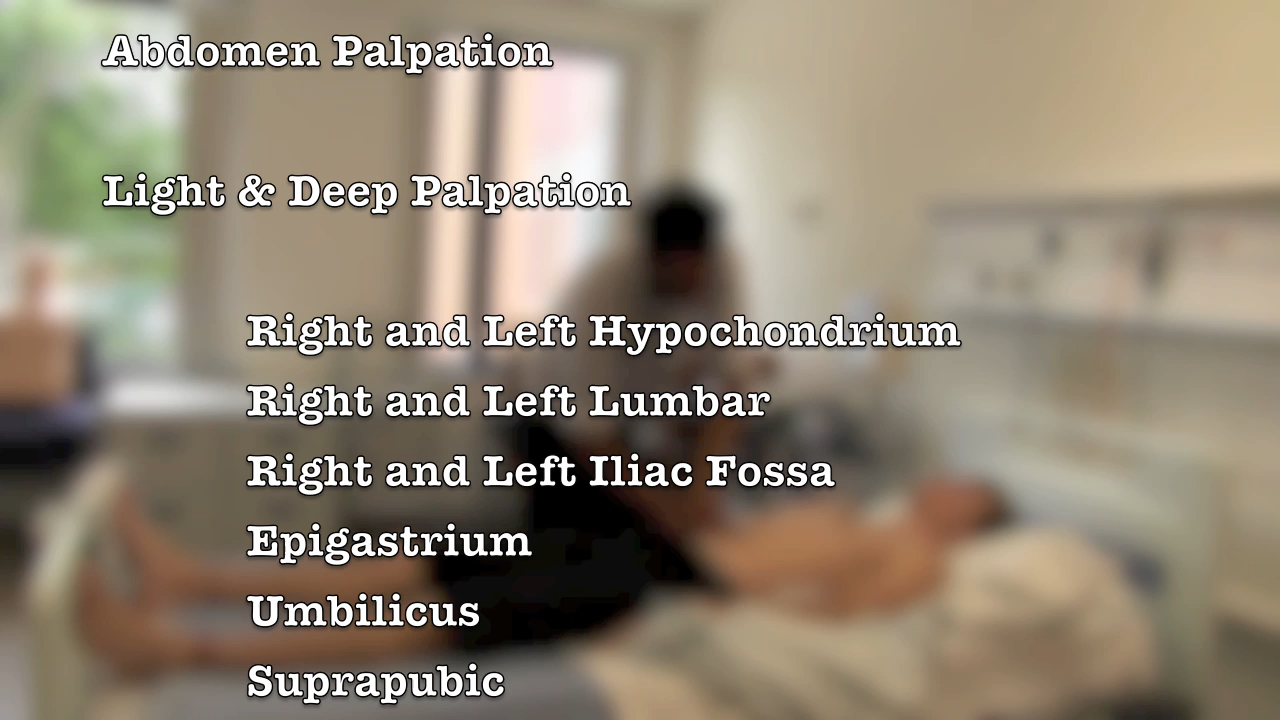 Abdomen Palpation
Light & Deep Palpation
Right and Left Hypochondrium
Right and Left Lumbar
Right and Left Iliac Fossa
Epigastrium
Umbilicus
Suprapubic